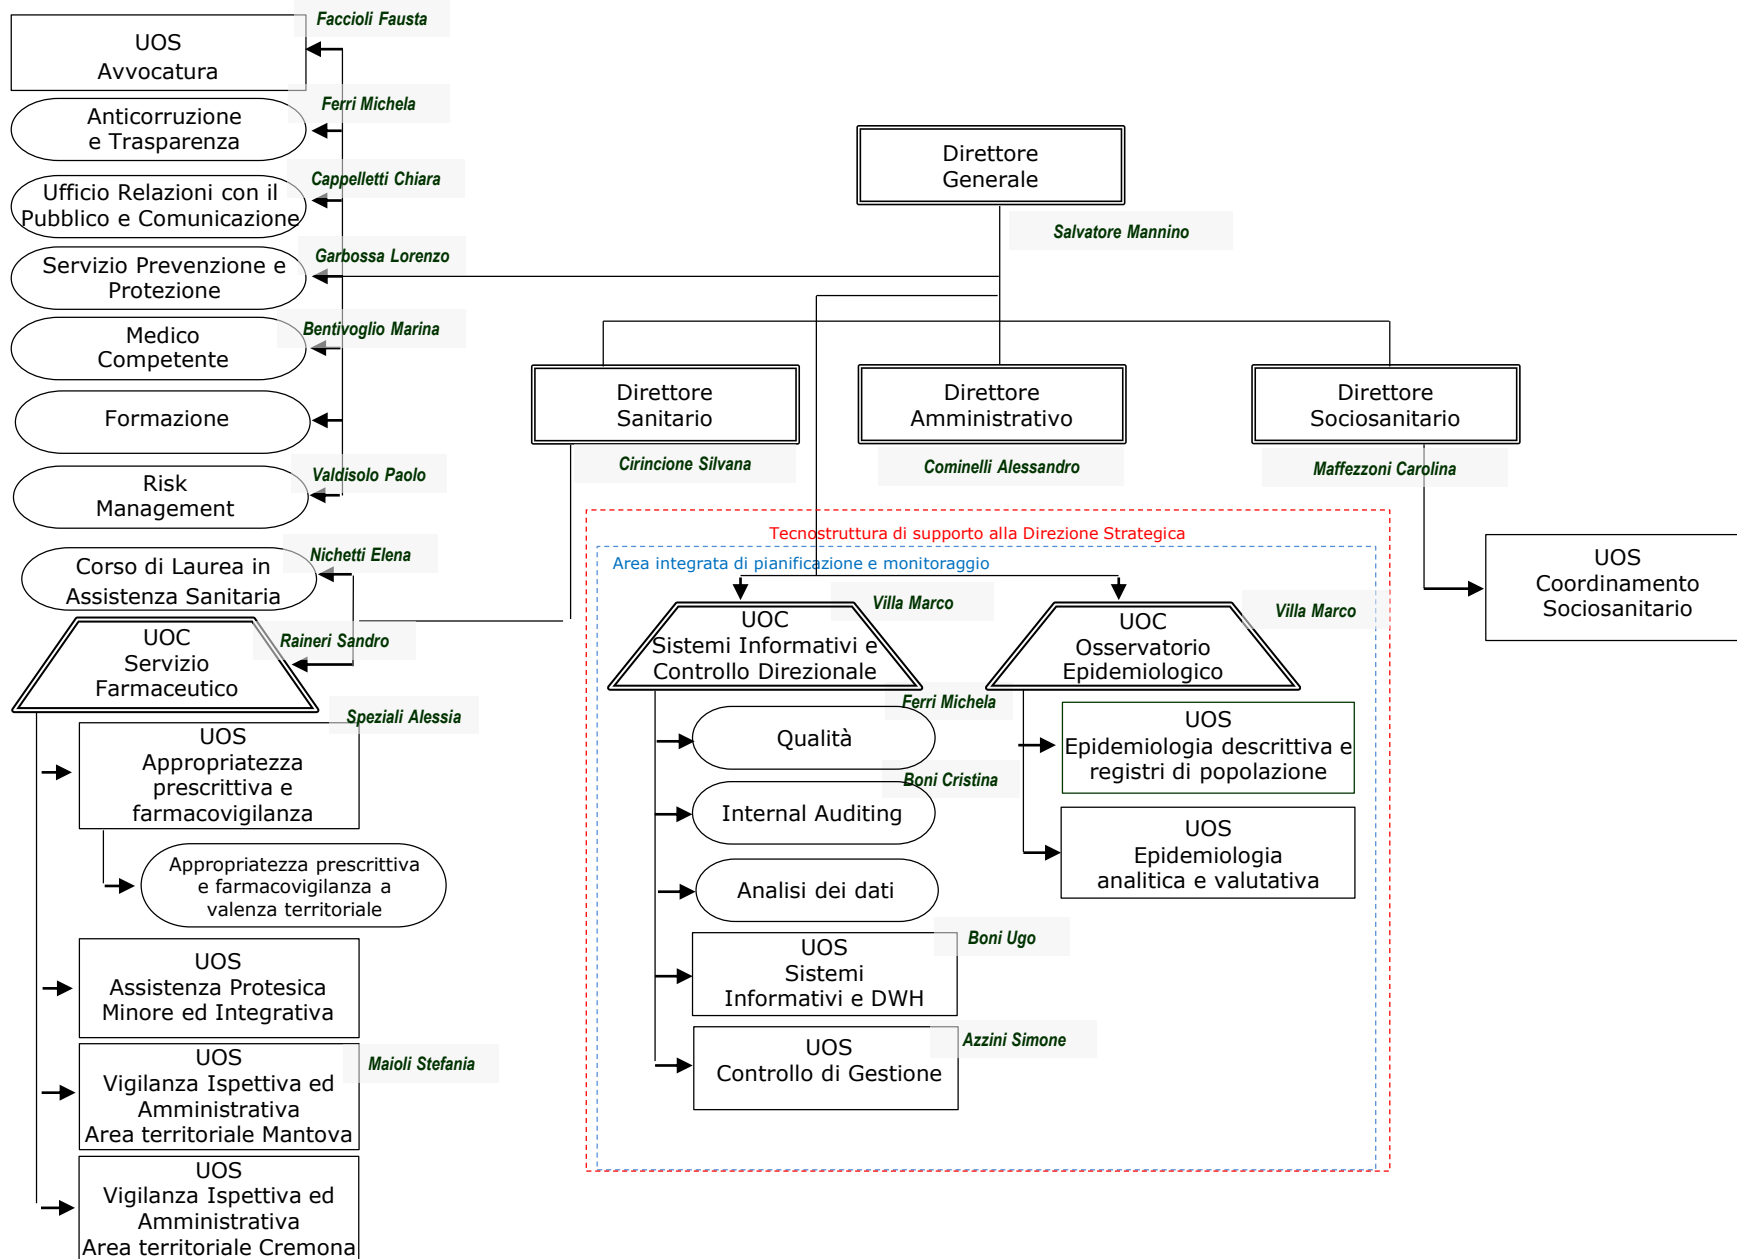 Faccioli Fausta
UOS
Avvocatura
Ferri Michela
Anticorruzione
e Trasparenza
Cappelletti Chiara
Ufficio Relazioni con il
Pubblico e Comunicazione
Garbossa Lorenzo
Servizio Prevenzione e
Protezione
Bentivoglio Marina
Medico
Competente
Formazione
Valdisolo Paolo
Risk
Management
Nichetti Elena
Corso di Laurea in
Assistenza Sanitaria
Raineri Sandro
UOC
Servizio
Farmaceutico
Speziali Alessia
UOS
Appropriatezza
prescrittiva e
farmacovigilanza
Appropriatezza prescrittiva
e farmacovigilanza a
valenza territoriale
UOS
Assistenza Protesica
Minore ed Integrativa
UOS
Vigilanza Ispettiva ed
Amministrativa
Area territoriale Mantova
Maioli Stefania
UOS
Vigilanza Ispettiva ed
Amministrativa
Area territoriale Cremona
Direttore
Generale
Salvatore Mannino
Direttore
Sanitario
Cirincione Silvana
Direttore
Amministrativo
Cominelli Alessandro
Direttore
Sociosanitario
Maffezzoni Carolina
Tecnostruttura di supporto alla Direzione Strategica
Area integrata di pianificazione e monitoraggio
Villa Marco
UOC
Sistemi Informativi e
Controllo Direzionale
Ferri Michela
Qualità
Boni Cristina
Internal Auditing
Analisi dei dati
Boni Ugo
UOS
Sistemi
Informativi e DWH
Azzini Simone
UOS
Controllo di Gestione
Villa Marco
UOC
Osservatorio
Epidemiologico
UOS
Epidemiologia descrittiva e
registri di popolazione
UOS
Epidemiologia
analitica e valutativa
UOS
Coordinamento
Sociosanitario